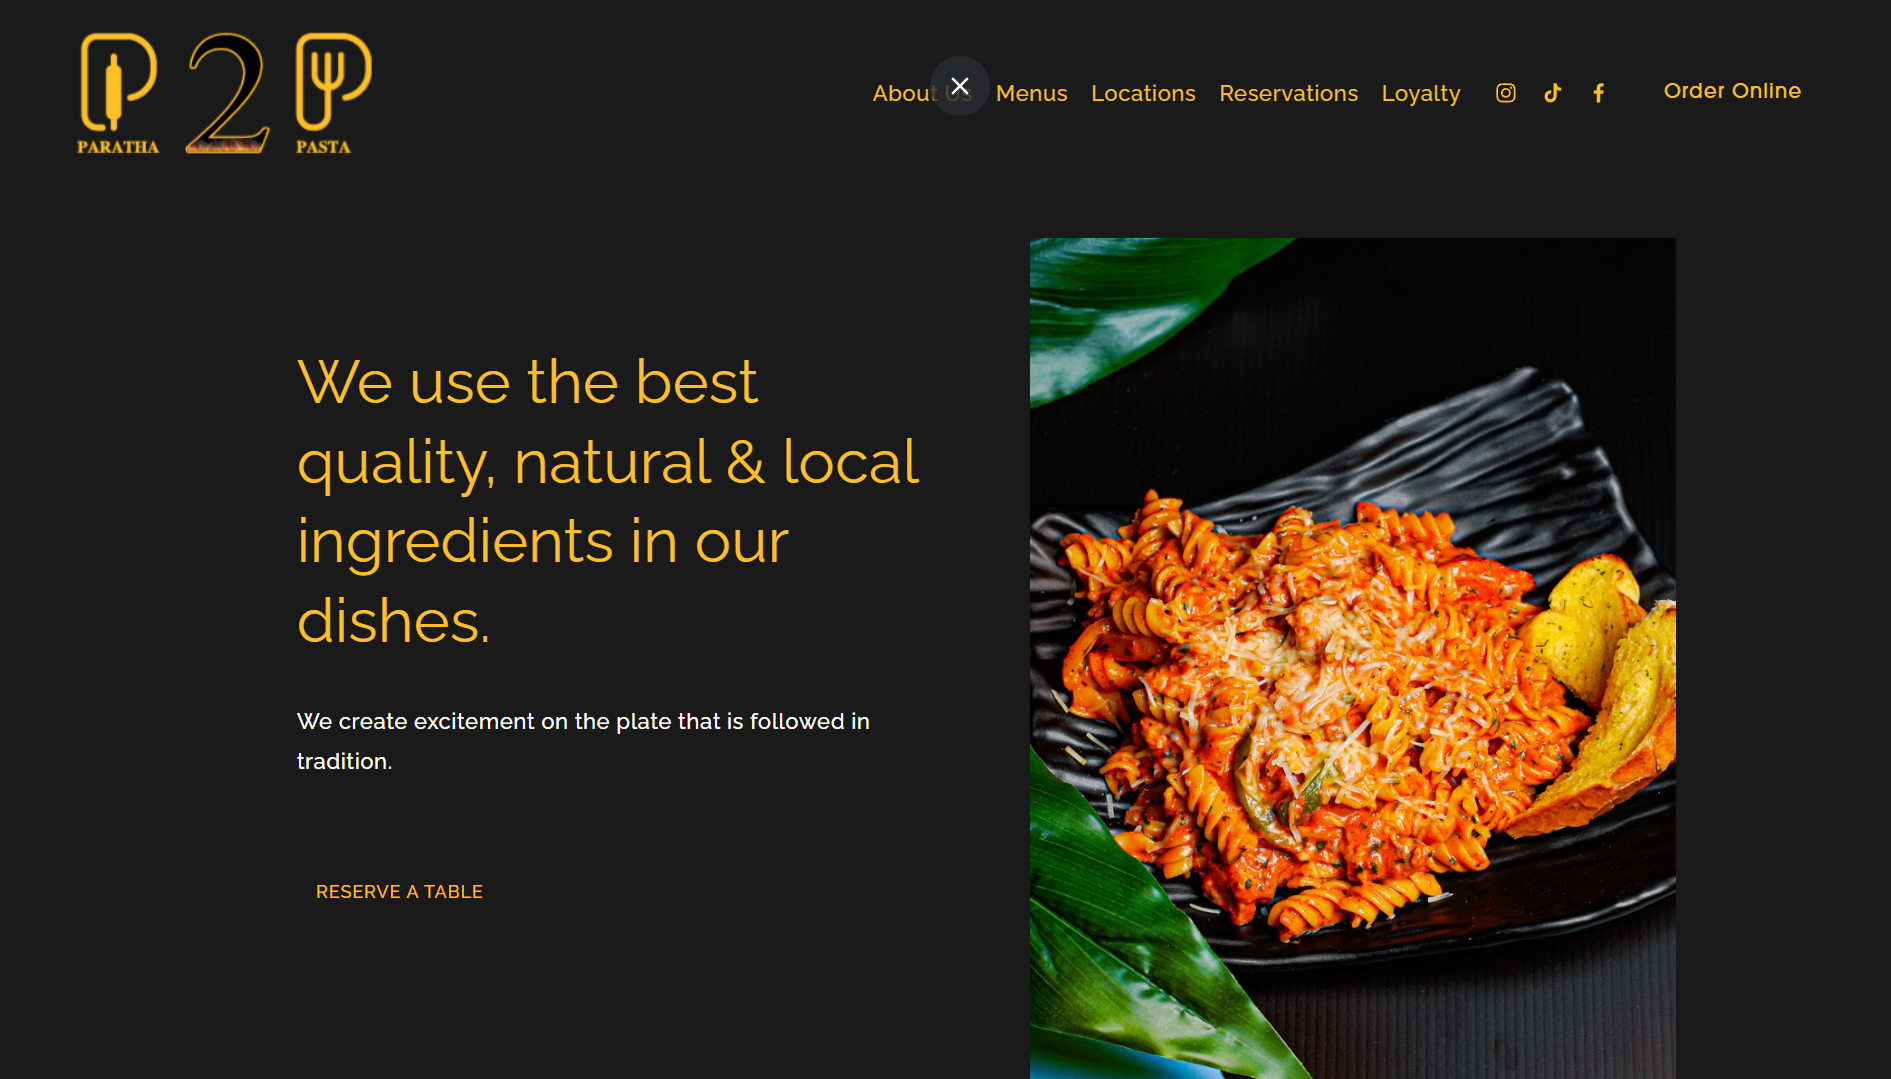 P 2 P
PARATHA PASTA
About Us Menus Locations Reservations Loyalty Order Online
We use the best
quality, natural & local
ingredients in our
dishes.
We create excitement on the plate that is followed in
tradition.
RESERVE A TABLE